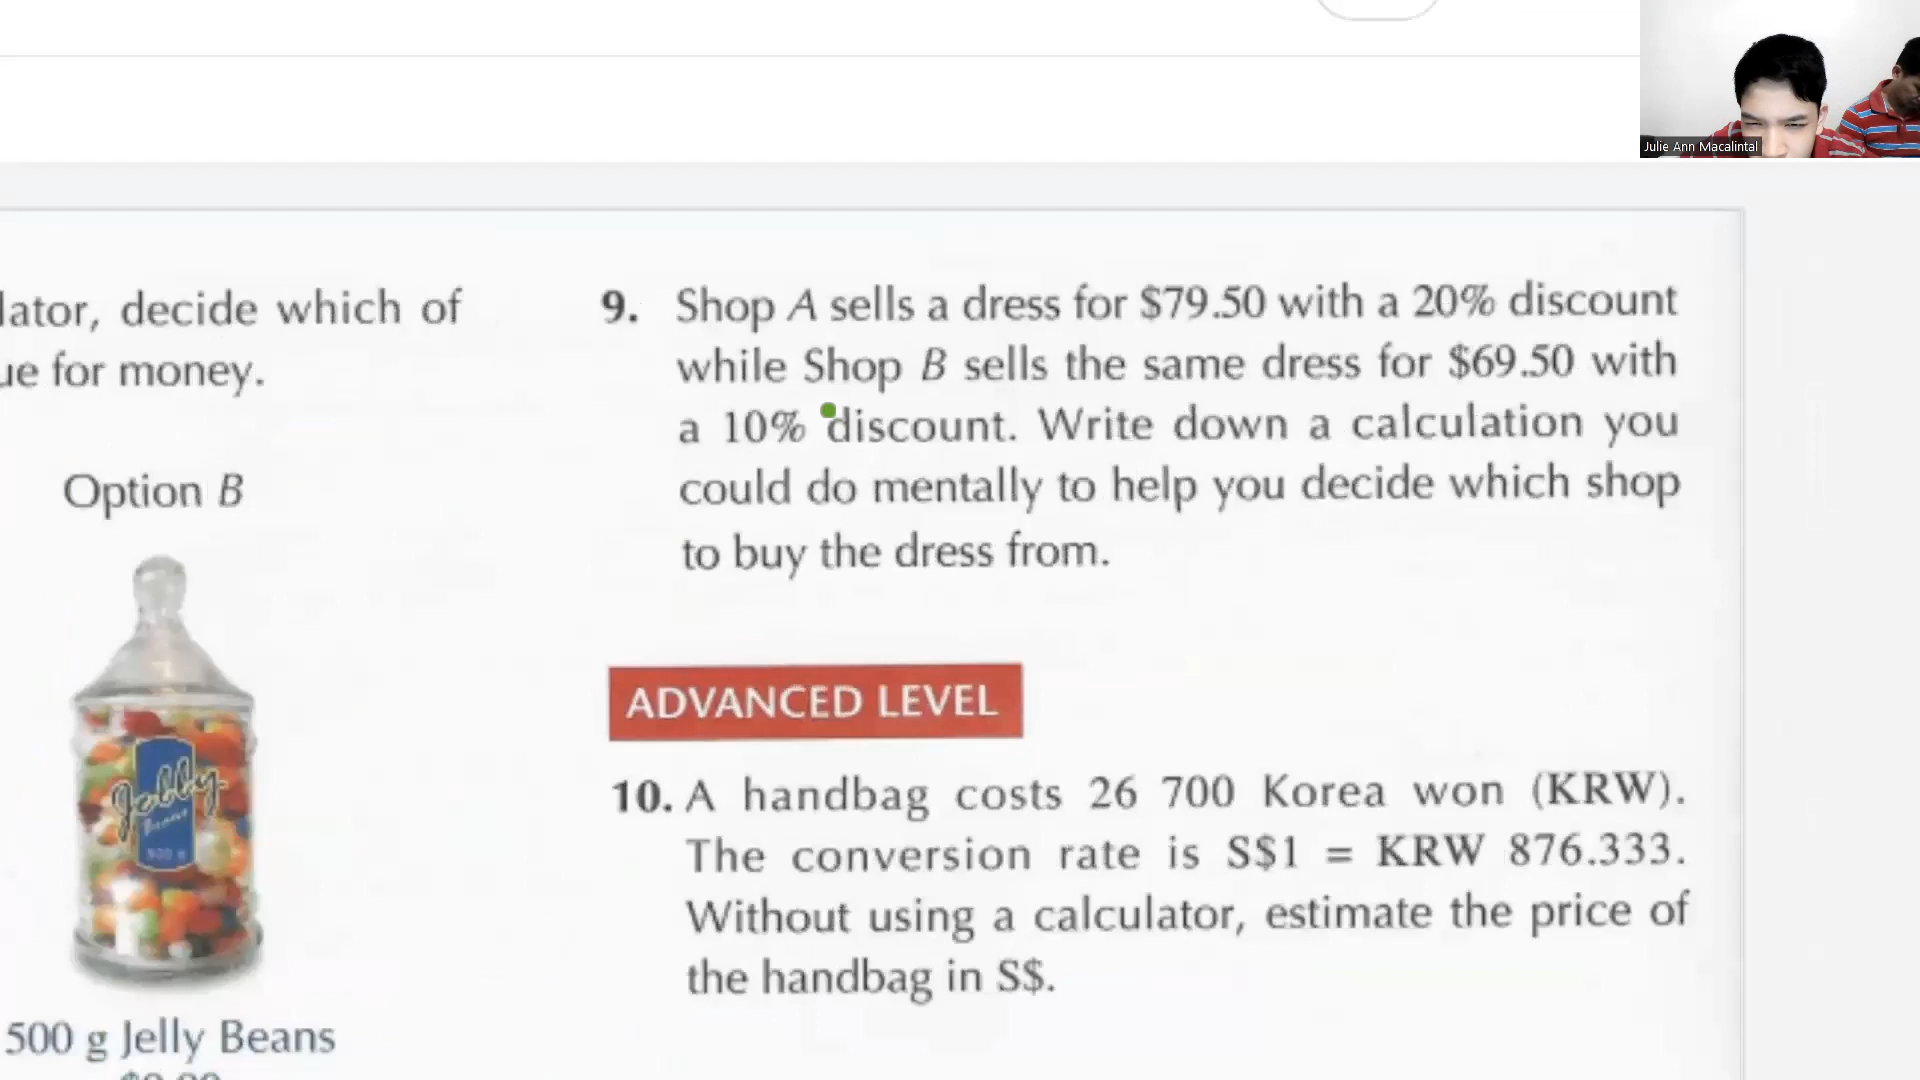 Julie Ann Macalintal
lator, decide which of
ue for money.
Option B
Jelly
Beans
500 g
500 g Jelly Beans
9. Shop A sells a dress for $79.50 with a 20% discount
while Shop B sells the same dress for $69.50 with
a 10% discount. Write down a calculation you
could do mentally to help you decide which shop
to buy the dress from.
ADVANCED LEVEL
10. A handbag costs 26 700 Korea won (KRW).
The conversion rate is S$1 = KRW 876.333.
Without using a calculator, estimate the price of
the handbag in S$.